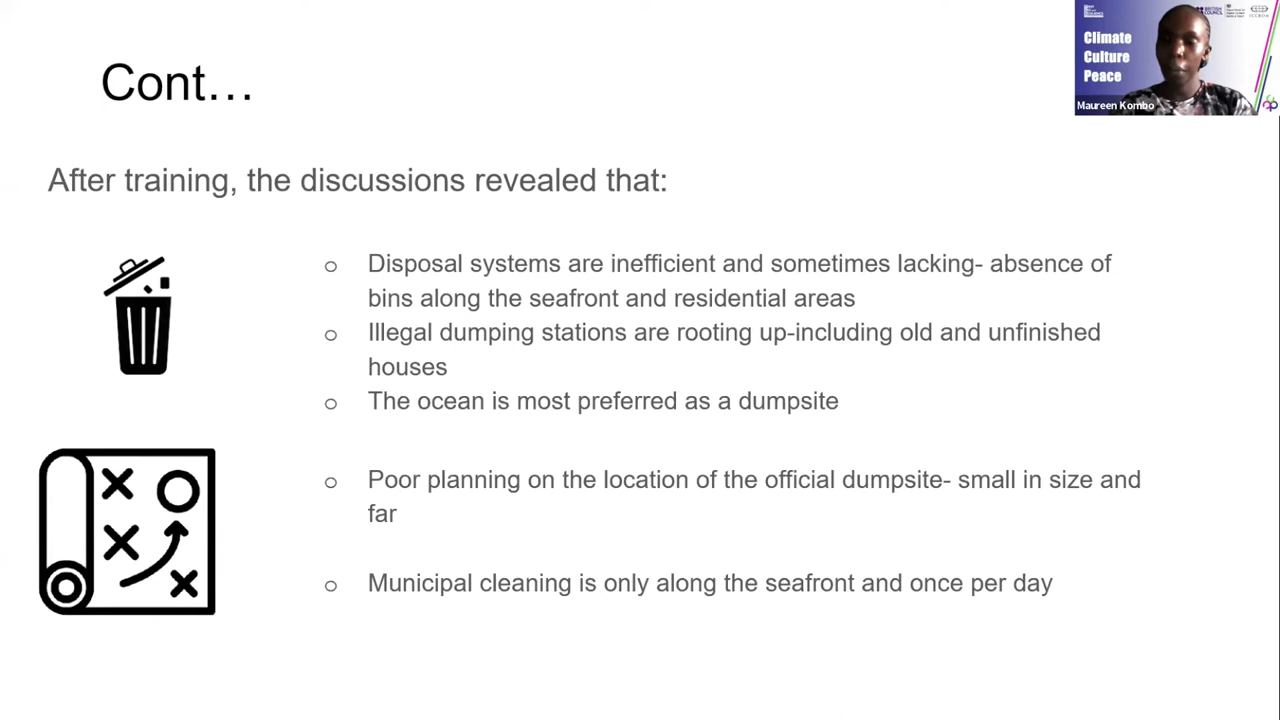 Cont…
After training, the discussions revealed that:
o Disposal systems are inefficient and sometimes lacking- absence of
bins along the seafront and residential areas
o Illegal dumping stations are rooting up-including old and unfinished
houses
o The ocean is most preferred as a dumpsite
o Poor planning on the location of the official dumpsite- small in size and
far
o Municipal cleaning is only along the seafront and once per day
BRITISH
COUNCIL
ICCROM
Climate
Culture
Peace
Maureen Kombo